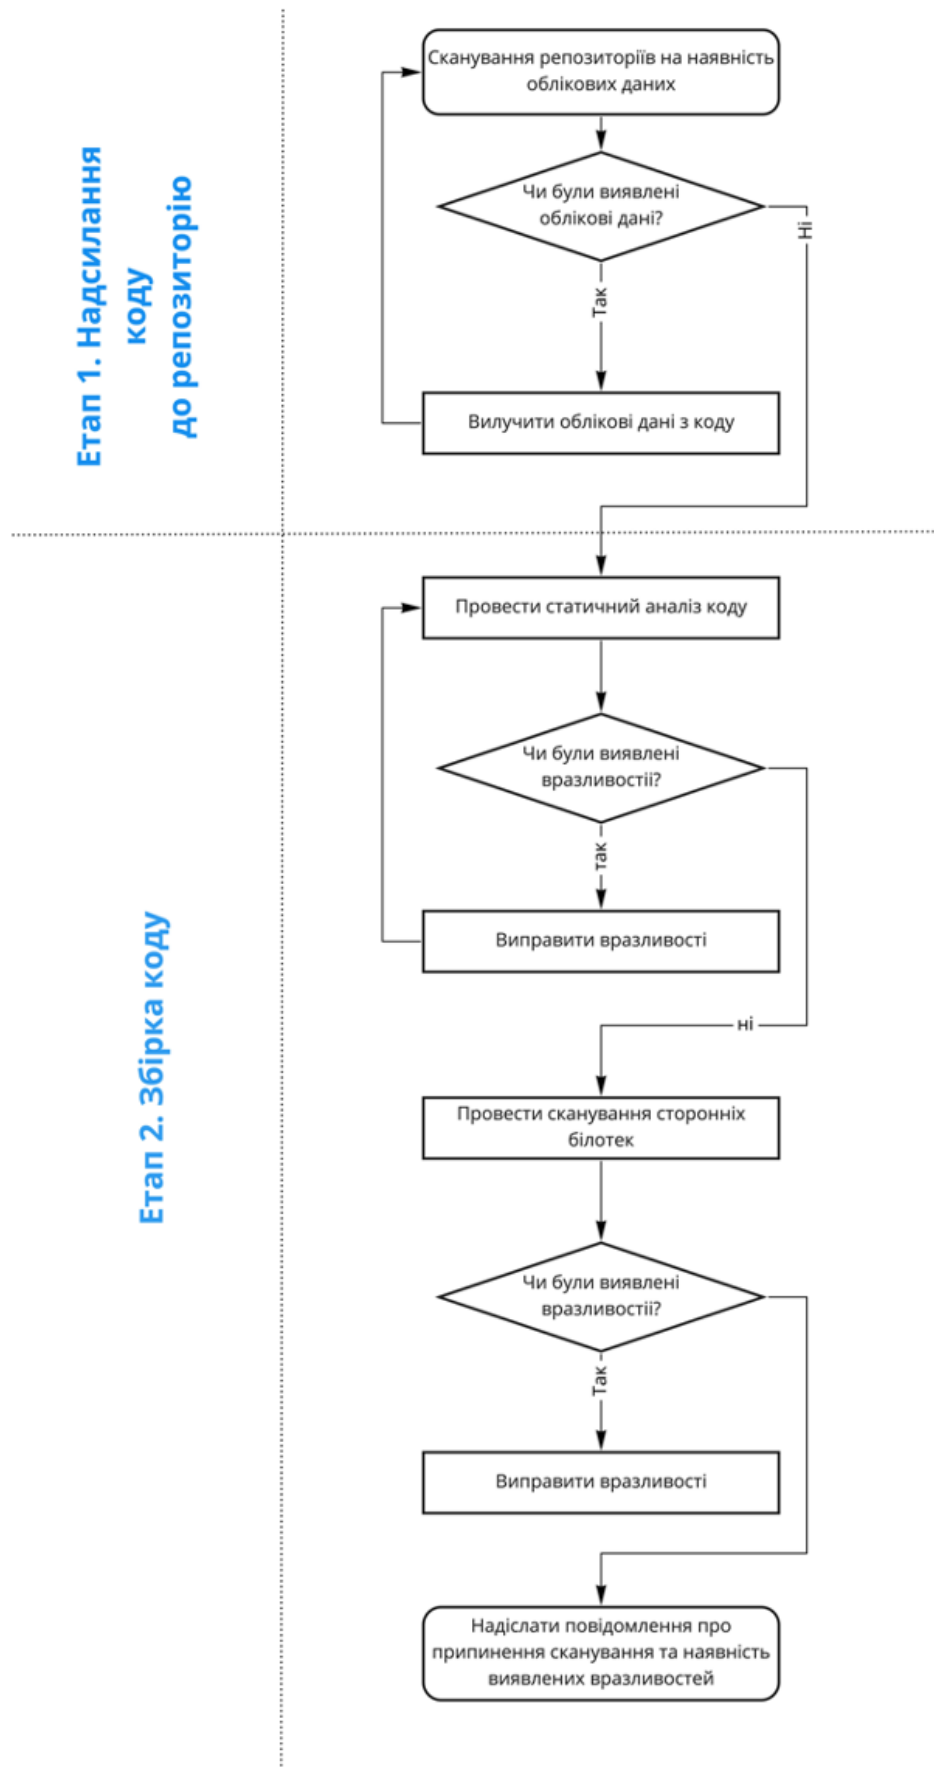 Етап 1. Надсилання
коду
до репозиторію
Сканування репозиторіїв на наявність
облікових даних
Чи були виявлені
облікові дані?
Ні
Так
Вилучити облікові дані з коду
Етап 2. Збірка коду
Провести статичний аналіз коду
Чи були виявлені
вразливостіі?
так
Виправити вразливості
ні
Провести сканування сторонніх
білотек
Чи були виявлені
вразливостіі?
Так
Виправити вразливості
Надіслати повідомлення про
припинення сканування та наявність
виявлених вразливостей